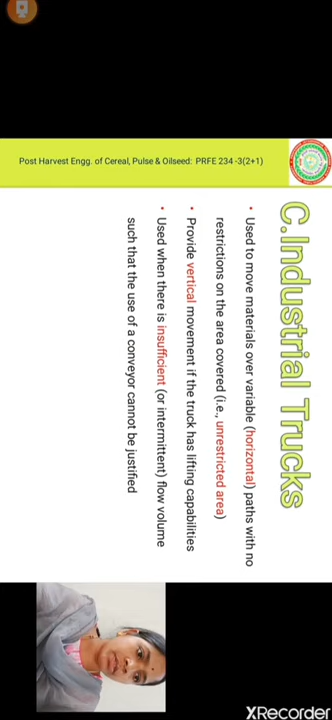 C.Industrial Trucks
• Used to move materials over variable (horizontal) paths with no
restrictions on the area covered (i.e., unrestricted area)
• Provide vertical movement if the truck has lifting capabilities
• Used when there is insufficient (or intermittent) flow volume
such that the use of a conveyor cannot be justified
Post Harvest Engg. of Cereal, Pulse & Oilseed: PRFE 234 -3(2+1)
XRecorder